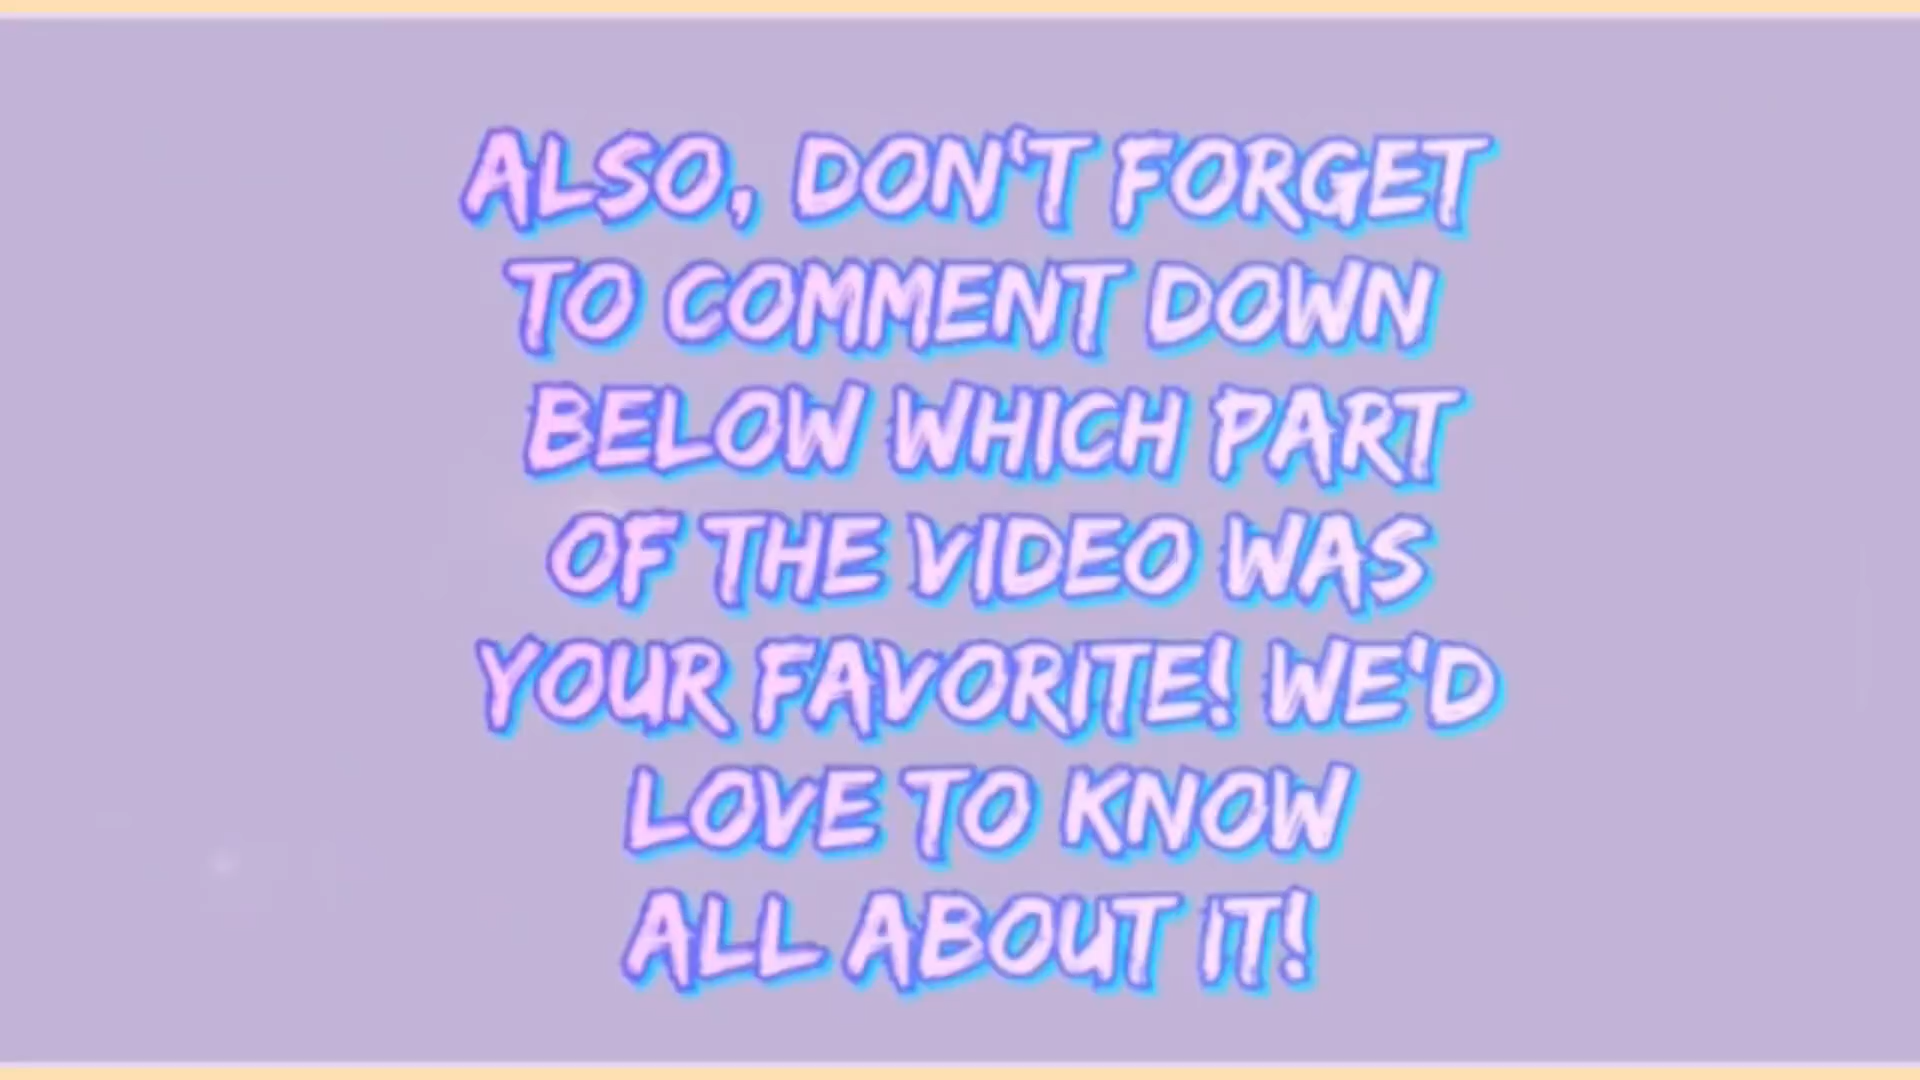 ALSO, DON'T FORGET
TO COMMENT DOWN
BELOW WHICH PART
OF THE VIDEO WAS
YOUR FAVORITE! WE'D
LOVE TO KNOW
ALL ABOUT IT!